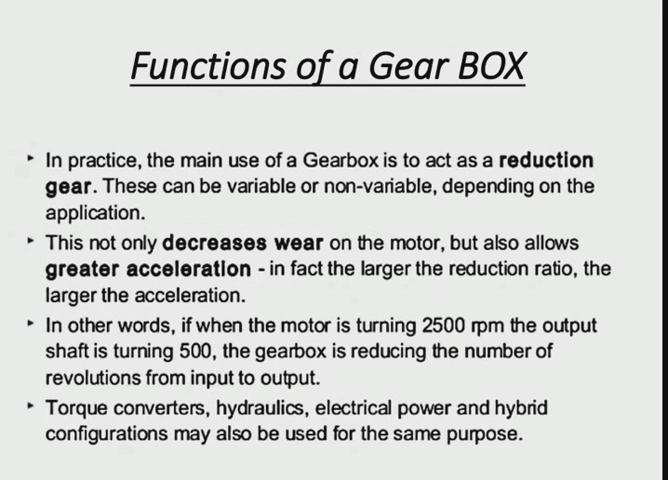 Functions of a Gear BOX
‣ In practice, the main use of a Gearbox is to act as a reduction
gear. These can be variable or non-variable, depending on the
application.
‣ This not only decreases wear on the motor, but also allows
greater acceleration - in fact the larger the reduction ratio, the
larger the acceleration.
‣ In other words, if when the motor is turning 2500 rpm the output
shaft is turning 500, the gearbox is reducing the number of
revolutions from input to output.
‣ Torque converters, hydraulics, electrical power and hybrid
configurations may also be used for the same purpose.